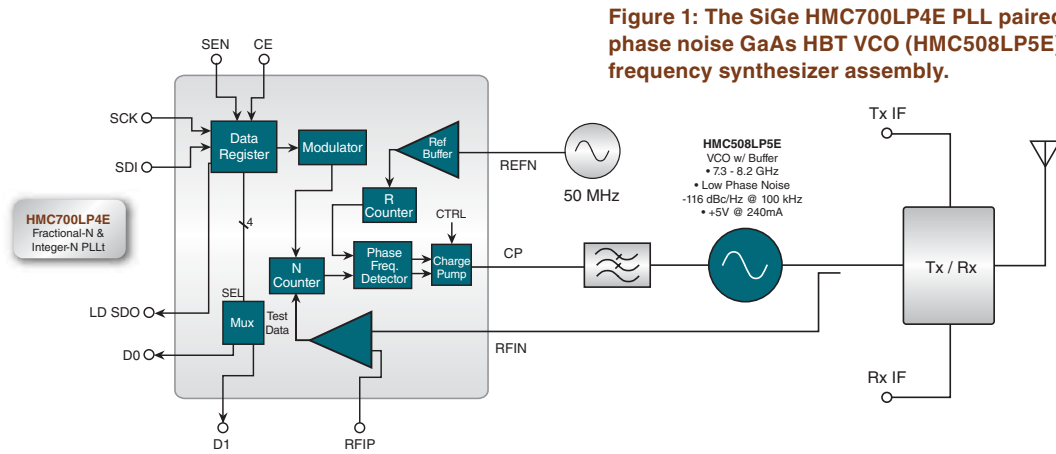 Figure 1: The SiGe HMC700LP4E PLL paired
phase noise GaAs HBT VCO (HMC508LP5E)
frequency synthesizer assembly.
SEN
CE
SCK
SDI
Data
Register
Modulator
Ref
Buffer
REFN
50 MHz
HMC508LP5E
VCO w/ Buffer
• 7.3 - 8.2 GHz
• Low Phase Noise
-116 dBc/Hz @ 100 kHz
• +5V @ 240mA
Tx IF
HMC700LP4E
Fractional-N &
Integer-N PLLt
4
R
Counter
CTRL
N
Counter
Phase
Freq.
Detector
Charge
Pump
CP
Tx / Rx
SEL
Mux
Test
Data
LD SDO
D0
RFIN
Rx IF
D1
RFIP